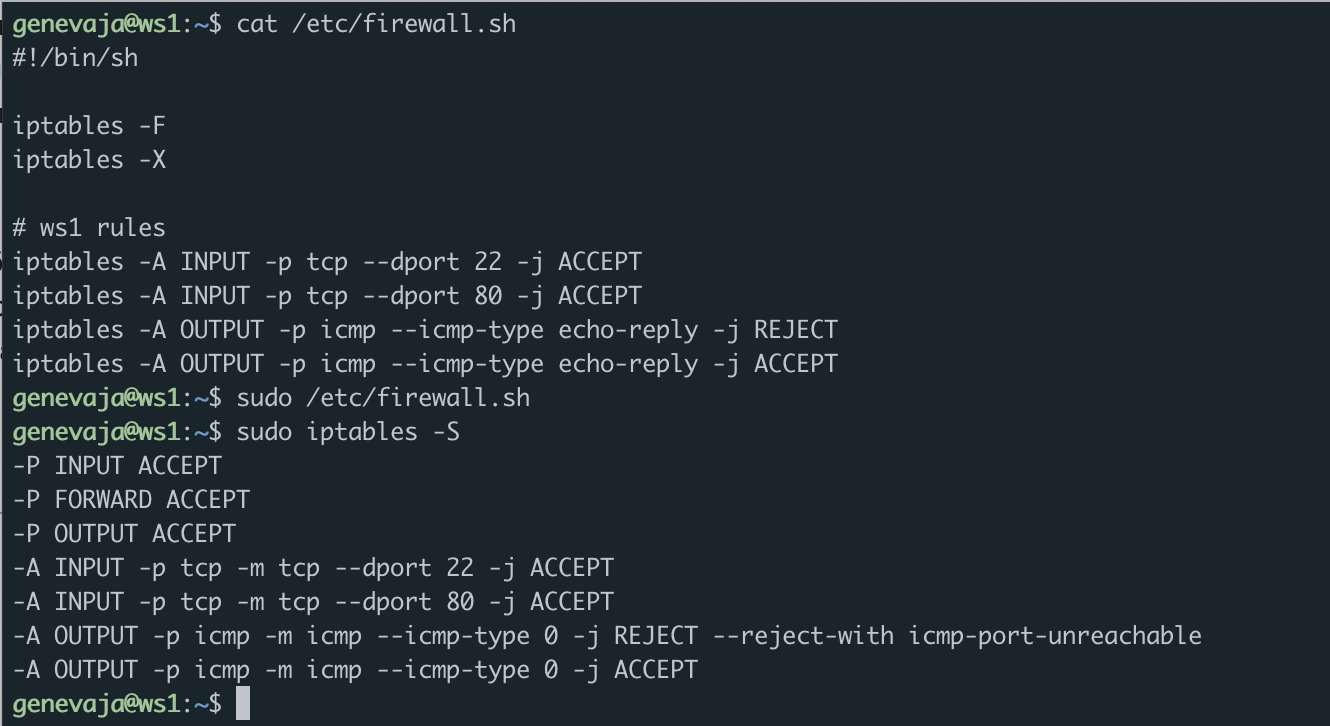 genevaja@ws1:~$ cat /etc/firewall.sh
#!/bin/sh
iptables -F
iptables -X
# ws1 rules
iptables -A INPUT -p tcp --dport 22 -j ACCEPT
iptables -A INPUT -p tcp --dport 80 -j ACCEPT
iptables -A OUTPUT -p icmp --icmp-type echo-reply -j REJECT
iptables -A OUTPUT -p icmp --icmp-type echo-reply -j ACCEPT
genevaja@ws1:~$ sudo /etc/firewall.sh
genevaja@ws1:~$ sudo iptables -S
-P INPUT ACCEPT
-P FORWARD ACCEPT
-P OUTPUT ACCEPT
-A INPUT -p tcp -m tcp --dport 22 -j ACCEPT
-A INPUT -p tcp -m tcp --dport 80 -j ACCEPT
-A OUTPUT -p icmp -m icmp --icmp-type 0 -j REJECT --reject-with icmp-port-unreachable
-A OUTPUT -p icmp -m icmp --icmp-type 0 -j ACCEPT
genevaja@ws1:~$